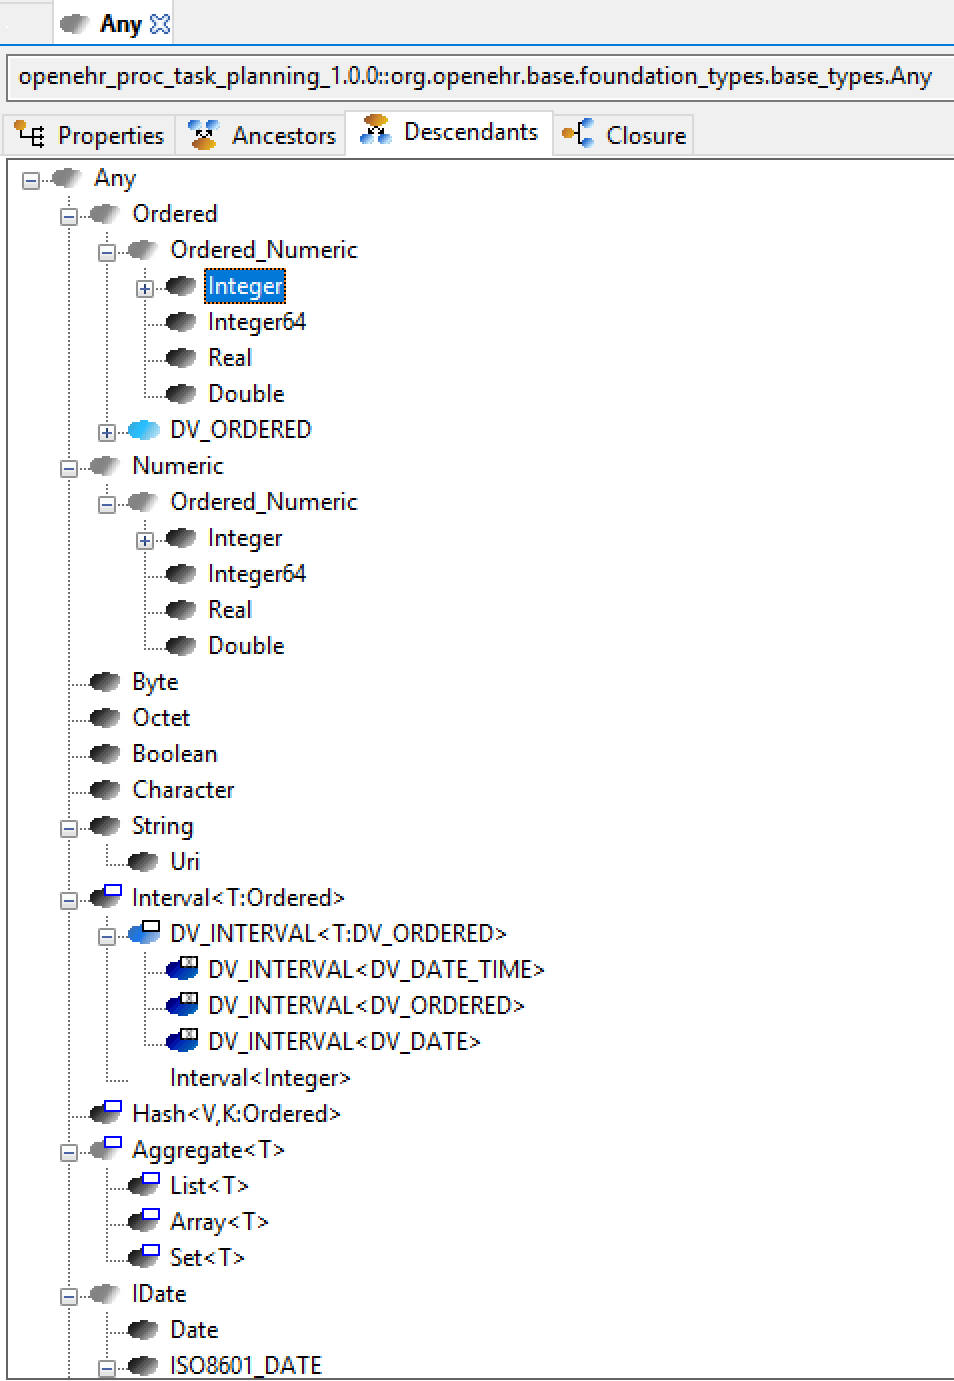 Any
openehr_proc_task_planning_1.0.0::org.openehr.base.foundation_types.base_types.Any
Properties Ancestors Descendants Closure
Any
Ordered
Ordered_Numeric
Integer
Integer64
Real
Double
DV_ORDERED
Numeric
Ordered_Numeric
Integer
Integer64
Real
Double
Byte
Octet
Boolean
Character
String
Uri
Interval<T:Ordered>
DV_INTERVAL<T:DV_ORDERED>
DV_INTERVAL<DV_DATE_TIME>
DV_INTERVAL<DV_ORDERED>
DV_INTERVAL<DV_DATE>
Interval<Integer>
Hash<V,K:Ordered>
Aggregate<T>
List<T>
Array<T>
Set<T>
IDate
Date
ISO8601_DATE